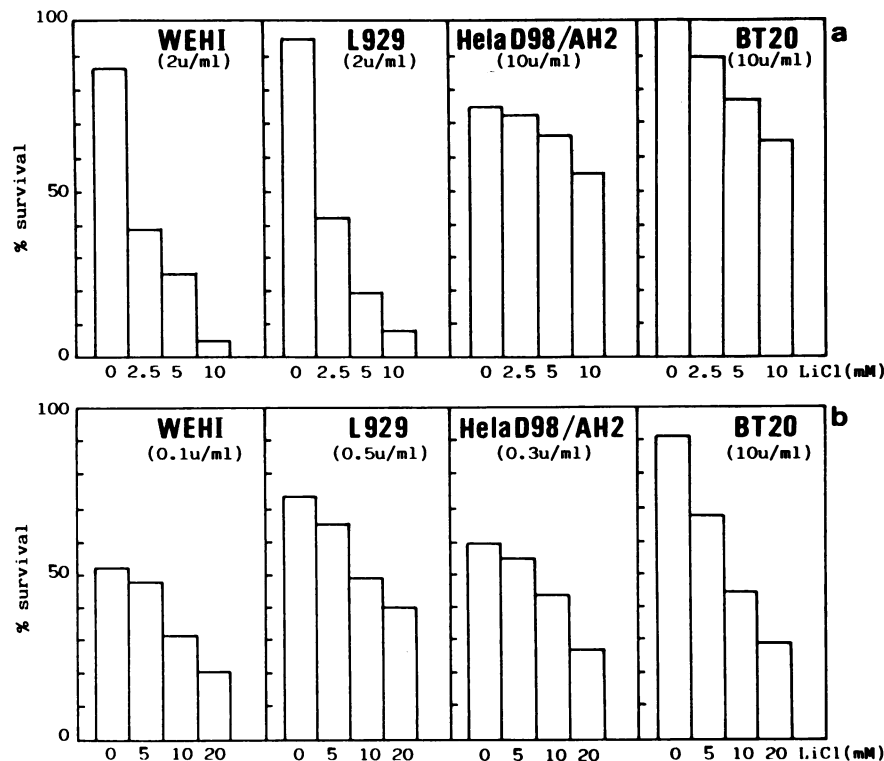 100
WEHI L929 HelaD98/AH2 BT20 a
(2u/ml) (2u/ml) (10u/ml) (10u/ml)
50
% survival
0
0 2.5 5 10 0 2.5 5 10 0 2.5 5 10 0 2.5 5 10 LiCl(mM)
100
WEHI L929 HelaD98/AH2 BT20 b
(0.1u/ml) (0.5u/ml) (0.3u/ml) (10u/ml)
50
% survival
0
0 5 10 20 0 5 10 20 0 5 10 20 0 5 10 20 LiCl(mM)